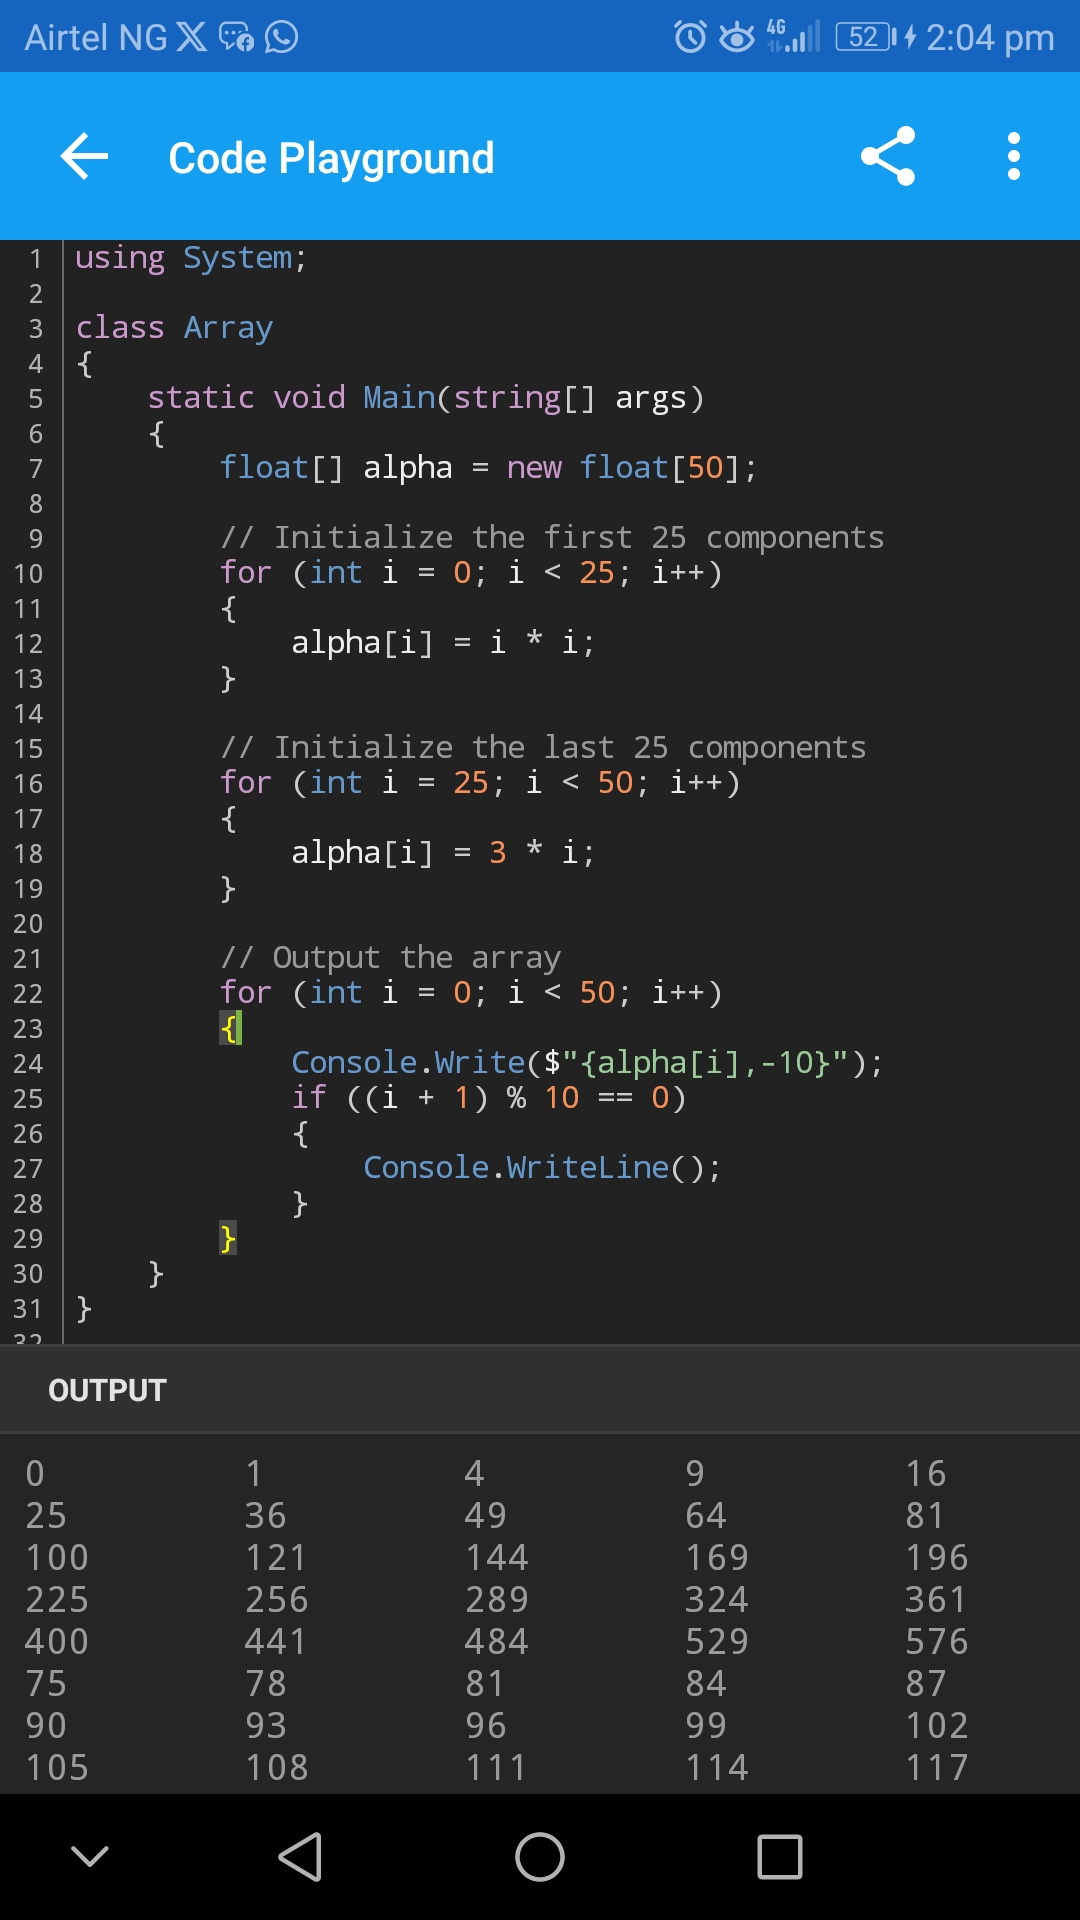 Airtel NG 4G 52 2:04 pm
Code Playground
1 using System;
2
3 class Array
4 {
5     static void Main(string[] args)
6     {
7         float[] alpha = new float[50];
8
9         // Initialize the first 25 components
10         for (int i = 0; i < 25; i++)
11         {
12             alpha[i] = i * i;
13         }
14
15         // Initialize the last 25 components
16         for (int i = 25; i < 50; i++)
17         {
18             alpha[i] = 3 * i;
19         }
20
21         // Output the array
22         for (int i = 0; i < 50; i++)
23         {
24             Console.Write($"{alpha[i],-10}");
25             if ((i + 1) % 10 == 0)
26             {
27                 Console.WriteLine();
28             }
29         }
30     }
31 }
32
OUTPUT
0 1 4 9 16
25 36 49 64 81
100 121 144 169 196
225 256 289 324 361
400 441 484 529 576
75 78 81 84 87
90 93 96 99 102
105 108 111 114 117